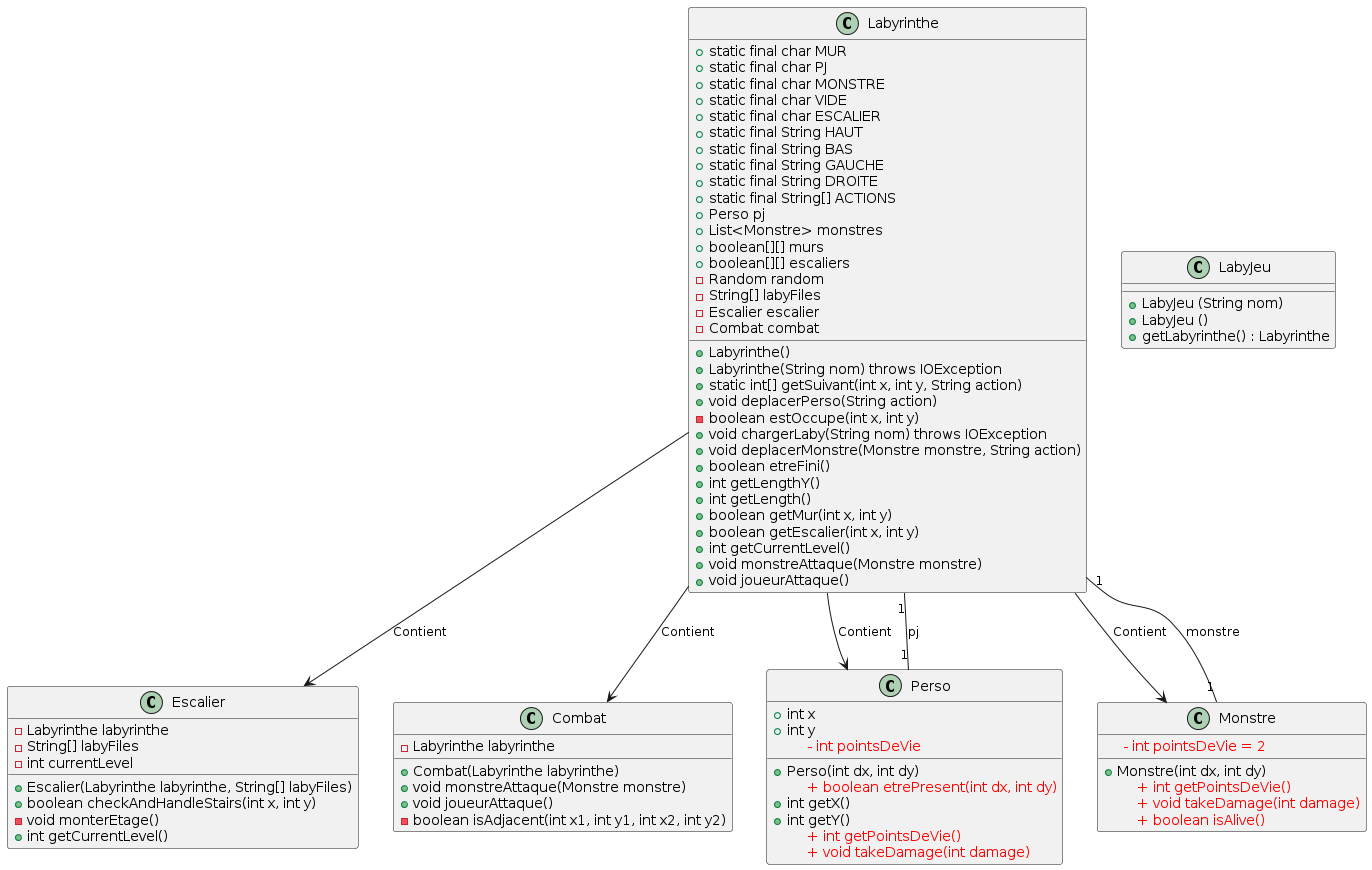 C Labyrinthe
static final char MUR
static final char PJ
static final char MONSTRE
static final char VIDE
static final char ESCALIER
static final String HAUT
static final String BAS
static final String GAUCHE
static final String DROITE
static final String[] ACTIONS
Perso pj
List<Monstre> monstres
boolean[][] murs
boolean[][] escaliers
Random random
String[] labyFiles
Escalier escalier
Combat combat
Labyrinthe()
Labyrinthe(String nom) throws IOException
static int[] getSuivant(int x, int y, String action)
void deplacerPerso(String action)
boolean estOccupe(int x, int y)
void chargerLaby(String nom) throws IOException
void deplacerMonstre(Monstre monstre, String action)
boolean etreFini()
int getLengthY()
int getLength()
boolean getMur(int x, int y)
boolean getEscalier(int x, int y)
int getCurrentLevel()
void monstreAttaque(Monstre monstre)
void joueurAttaque()
C LabyJeu
LabyJeu (String nom)
LabyJeu ()
getLabyrinthe() : Labyrinthe
Contient
Contient
Contient
1
pj
1
Contient
1
monstre
1
C Escalier
Labyrinthe labyrinthe
String[] labyFiles
int currentLevel
Escalier(Labyrinthe labyrinthe, String[] labyFiles)
boolean checkAndHandleStairs(int x, int y)
void monterEtage()
int getCurrentLevel()
C Combat
Labyrinthe labyrinthe
Combat(Labyrinthe labyrinthe)
void monstreAttaque(Monstre monstre)
void joueurAttaque()
boolean isAdjacent(int x1, int y1, int x2, int y2)
C Perso
int x
int y
- int pointsDeVie
Perso(int dx, int dy)
+ boolean etrePresent(int dx, int dy)
int getX()
int getY()
+ int getPointsDeVie()
+ void takeDamage(int damage)
C Monstre
- int pointsDeVie = 2
Monstre(int dx, int dy)
+ int getPointsDeVie()
+ void takeDamage(int damage)
+ boolean isAlive()